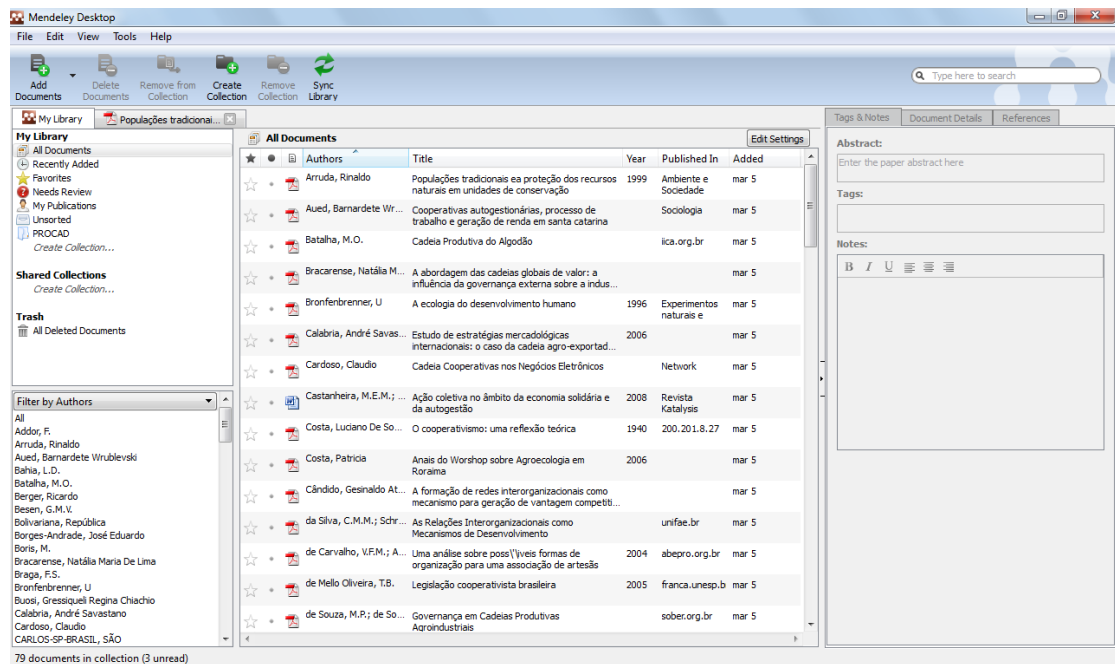 Mendeley Desktop
File Edit View Tools Help
Add Documents
Delete Documents
Remove from Collection
Create Collection
Remove Collection
Sync Library
Type here to search
My Library
Populações tradicionai...
Tags & Notes Document Details References
My Library
All Documents
Recently Added
Favorites
Needs Review
My Publications
Unsorted
PROCAD
Create Collection...
Shared Collections
Create Collection...
Trash
All Deleted Documents
Filter by Authors
All
Addor, F.
Arruda, Rinaldo
Aued, Barnardete Wrublevski
Bahia, L.D.
Batalha, M.O.
Berger, Ricardo
Besen, G.M.V.
Bolivariana, República
Borges-Andrade, José Eduardo
Boris, M.
Bracarense, Natália Maria De Lima
Braga, F.S.
Bronfenbrenner, U
Buosi, Gressiqueli Regina Chiachio
Calabria, André Savastano
Cardoso, Claudio
CARLOS-SP-BRASIL, SÃO
All Documents
Edit Settings
Authors Title Year Published In Added
Arruda, Rinaldo Populações tradicionais ea proteção dos recursos 1999 Ambiente e mar 5
naturais em unidades de conservação Sociedade
Aued, Barnardete Wr... Cooperativas autogestionárias, processo de Sociologia mar 5
trabalho e geração de renda em santa catarina
Batalha, M.O. Cadeia Produtiva do Algodão iica.org.br mar 5
Bracarense, Natália M... A abordagem das cadeias globais de valor: a mar 5
influência da governança externa sobre a indus...
Bronfenbrenner, U A ecologia do desenvolvimento humano 1996 Experimentos mar 5
naturais e
Calabria, André Savas... Estudo de estratégias mercadológicas 2006 mar 5
internacionais: o caso da cadeia agro-exportad...
Cardoso, Claudio Cadeia Cooperativas nos Negócios Eletrônicos Network mar 5
Castanheira, M.E.M.; ... Ação coletiva no âmbito da economia solidária e 2008 Revista mar 5
da autogestão Katalysis
Costa, Luciano De So... O cooperativismo: uma reflexão teórica 1940 200.201.8.27 mar 5
Costa, Patricia Anais do Worshop sobre Agroecologia em 2006 mar 5
Roraima
Cândido, Gesinaldo At... A formação de redes interorganizacionais como mar 5
mecanismo para geração de vantagem competiti...
da Silva, C.M.M.; Schr... As Relações Interorganizacionais como unifae.br mar 5
Mecanismos de Desenvolvimento
de Carvalho, V.F.M.; A... Uma análise sobre poss\'\iveis formas de 2004 abepro.org.br mar 5
organização para uma associação de artesãs
de Mello Oliveira, T.B. Legislação cooperativista brasileira 2005 franca.unesp.b mar 5
de Souza, M.P.; de So... Governança em Cadeias Produtivas sober.org.br mar 5
Agroindustriais
Abstract:
Enter the paper abstract here
Tags:
Notes:
B I U
79 documents in collection (3 unread)